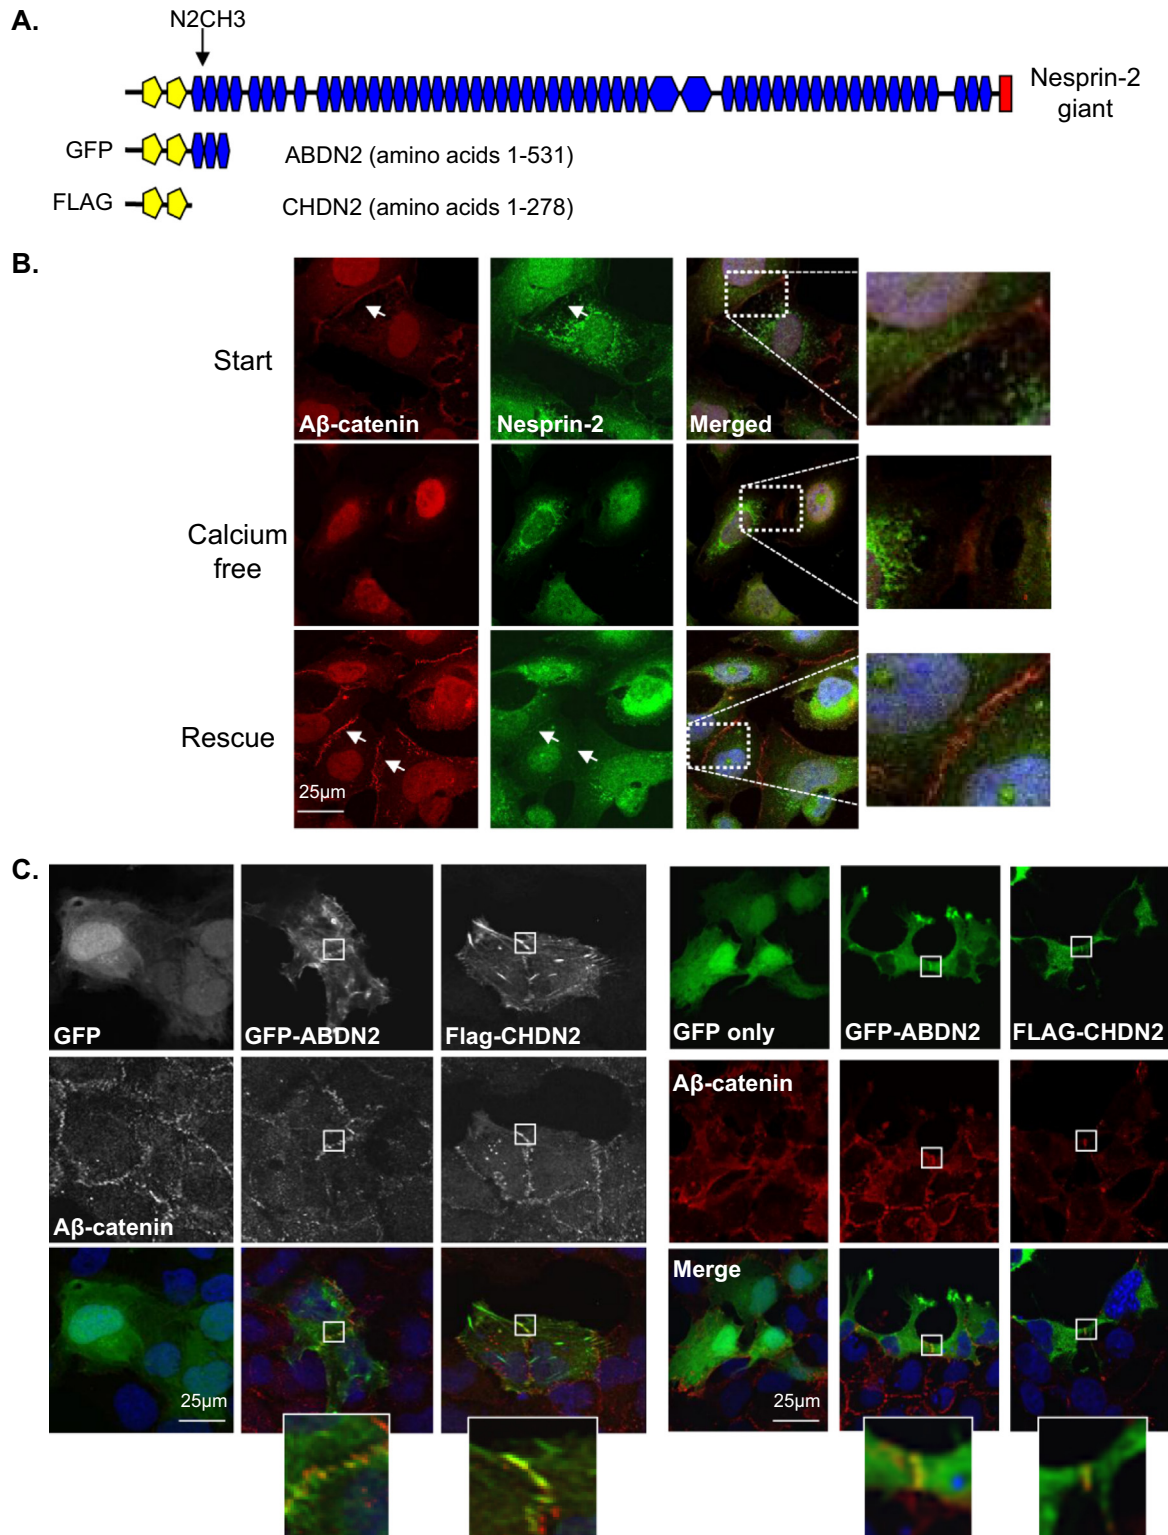 A.
N2CH3
Nesprin-2
giant
GFP
ABDN2 (amino acids 1-531)
FLAG
CHDN2 (amino acids 1-278)
B.
Start
Aβ-catenin
Nesprin-2
Merged
Calcium
free
Rescue
25μm
C.
GFP
GFP-ABDN2
Flag-CHDN2
GFP only
GFP-ABDN2
FLAG-CHDN2
Aβ-catenin
Aβ-catenin
Merge
25μm
25μm